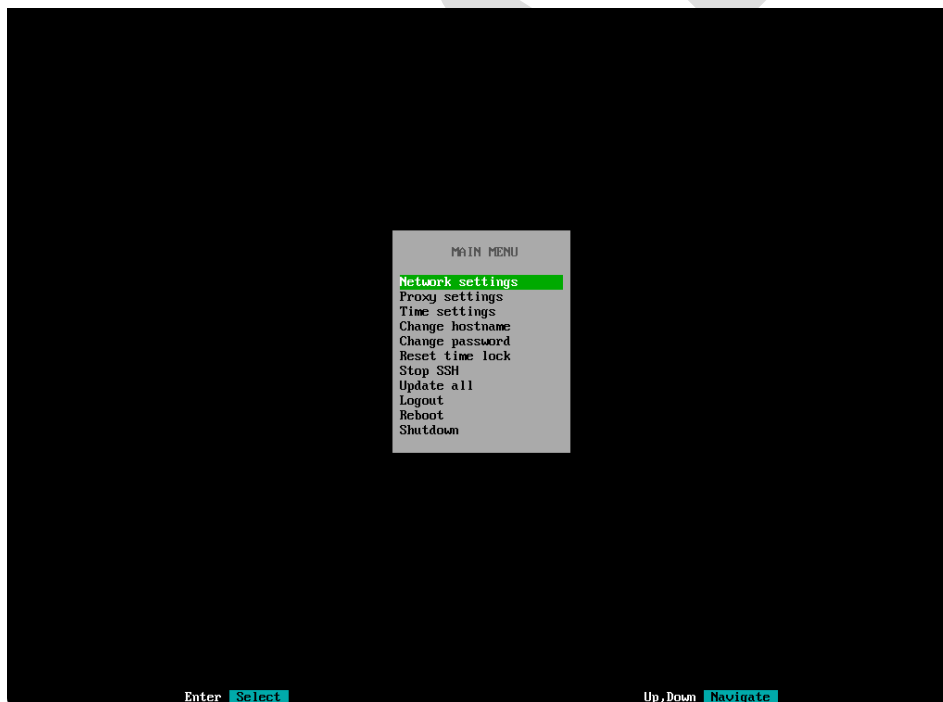 MAIN MENU
Network settings
Proxy settings
Time settings
Change hostname
Change password
Reset time lock
Stop SSH
Update all
Logout
Reboot
Shutdown
Enter Select Up,Down Navigate